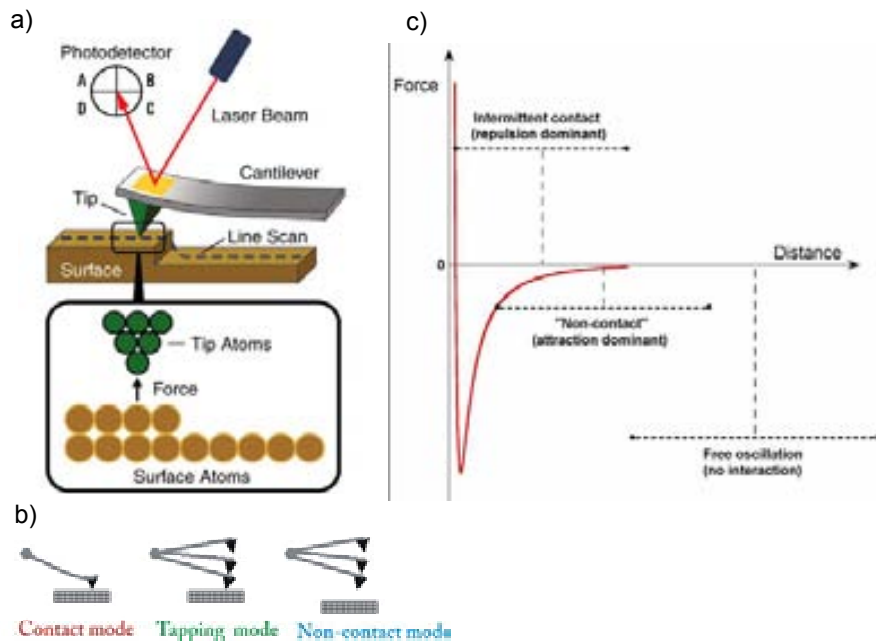 a)
Photodetector
A
B
D
C
Laser Beam
Cantilever
Tip
Line Scan
Surface
Tip Atoms
Force
Surface Atoms
b)
Contact mode
Tapping mode
Non-contact mode
c)
Force
Intermittent contact
(repulsion dominant)
Distance
0
"Non-contact"
(attraction dominant)
Free oscillation
(no interaction)